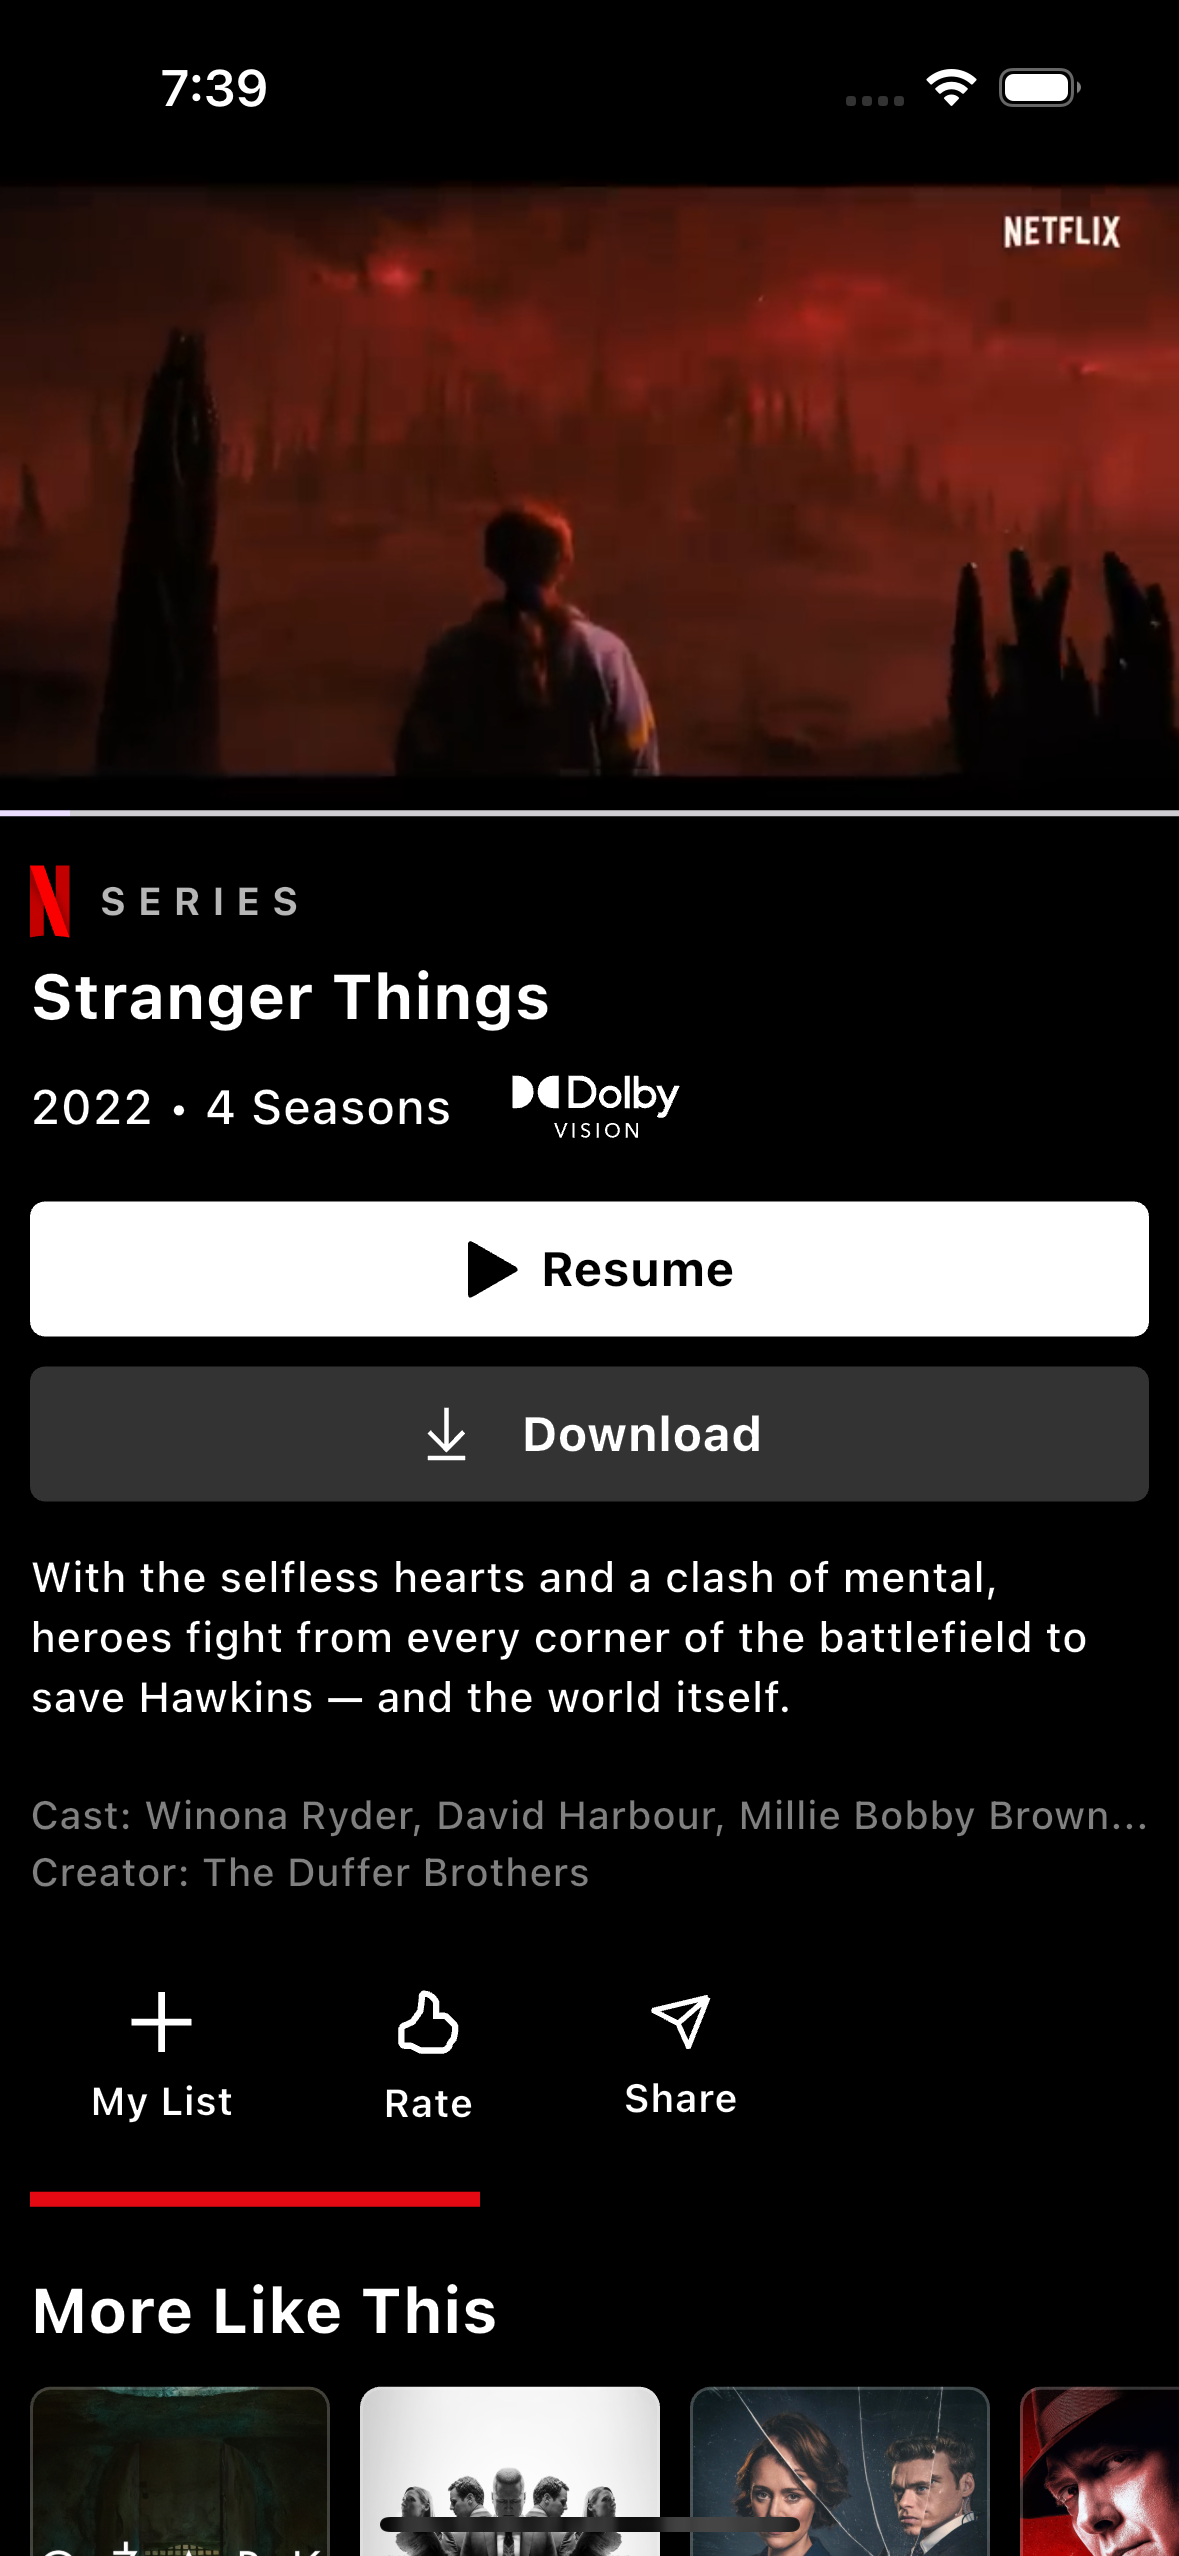 7:39
NETFLIX
SERIES
Stranger Things
2022 • 4 Seasons
Dolby
VISION
Resume
Download
With the selfless hearts and a clash of mental,
heroes fight from every corner of the battlefield to
save Hawkins — and the world itself.
Cast: Winona Ryder, David Harbour, Millie Bobby Brown...
Creator: The Duffer Brothers
My List
Rate
Share
More Like This